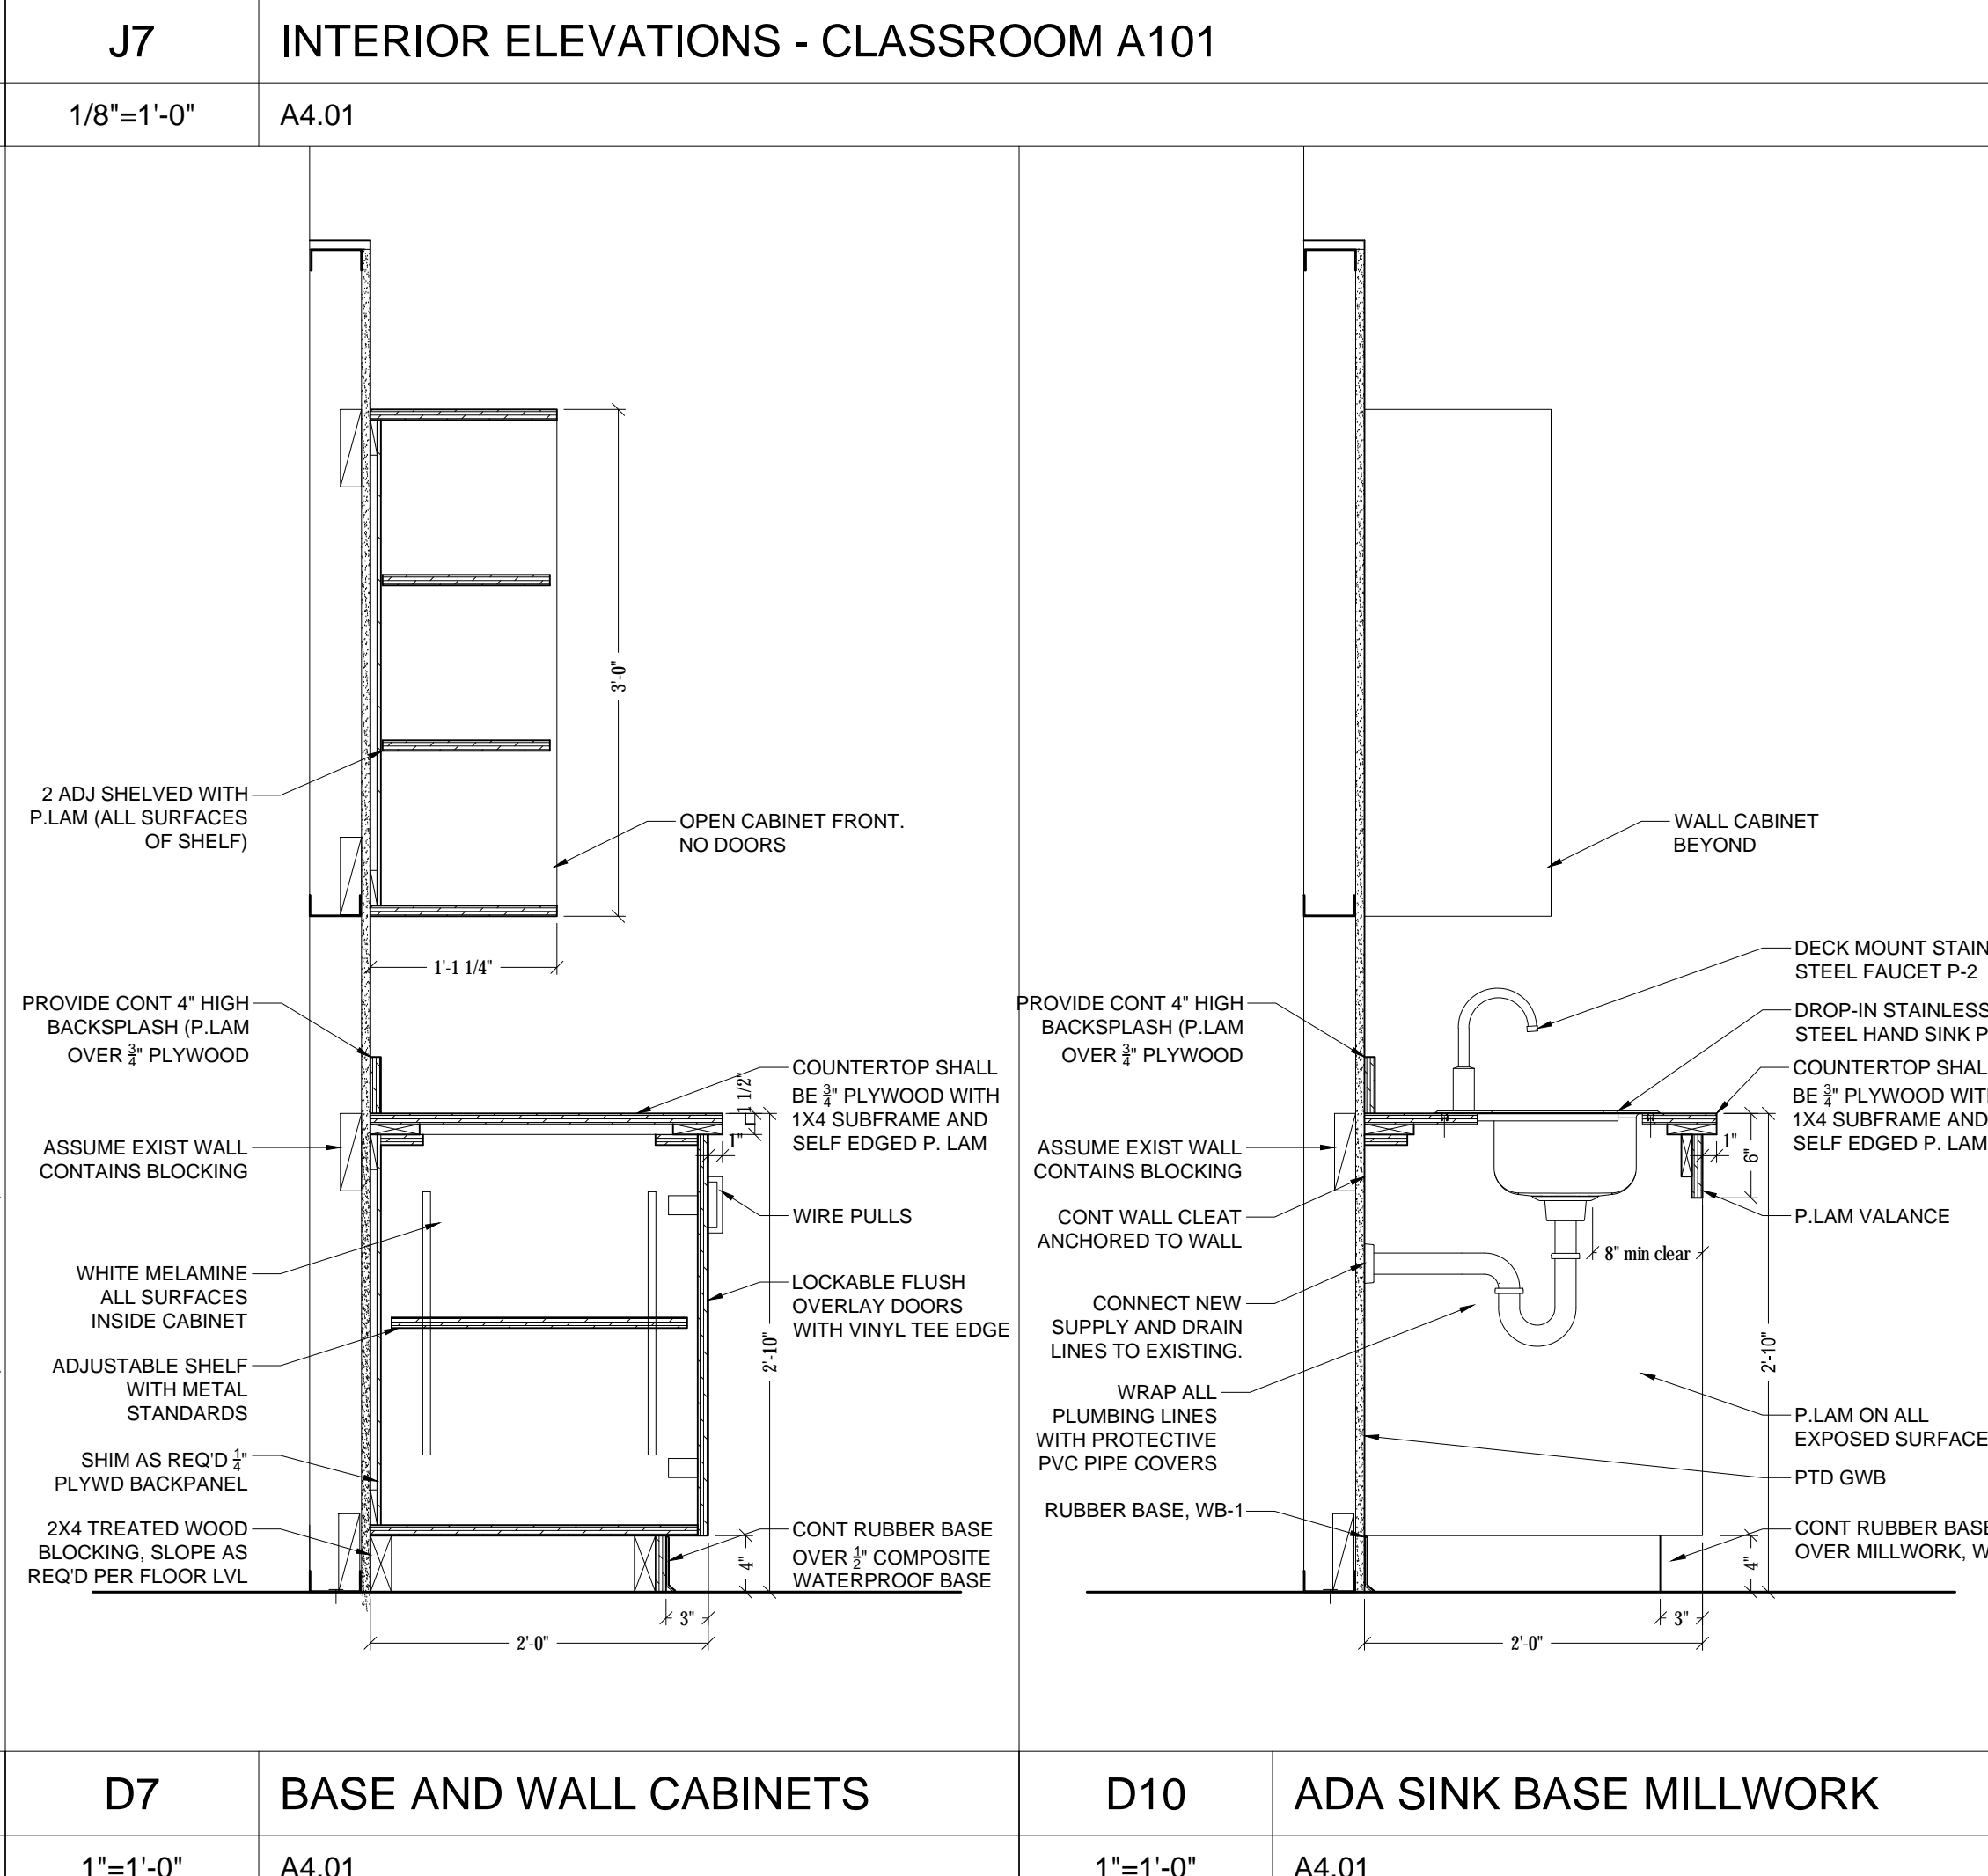 J7
INTERIOR ELEVATIONS - CLASSROOM A101
1/8"=1'-0"
A4.01
2 ADJ SHELVED WITH
P.LAM (ALL SURFACES
OF SHELF)
OPEN CABINET FRONT.
NO DOORS
3'-0"
1'-1 1/4"
PROVIDE CONT 4" HIGH
BACKSPLASH (P.LAM
OVER 3/4" PLYWOOD
COUNTERTOP SHALL
BE 3/4" PLYWOOD WITH
1X4 SUBFRAME AND
SELF EDGED P. LAM
1 1/2"
1"
ASSUME EXIST WALL
CONTAINS BLOCKING
WIRE PULLS
WHITE MELAMINE
ALL SURFACES
INSIDE CABINET
LOCKABLE FLUSH
OVERLAY DOORS
WITH VINYL TEE EDGE
2'-10"
ADJUSTABLE SHELF
WITH METAL
STANDARDS
SHIM AS REQ'D 1/4"
PLYWD BACKPANEL
2X4 TREATED WOOD
BLOCKING, SLOPE AS
REQ'D PER FLOOR LVL
CONT RUBBER BASE
OVER 1/2" COMPOSITE
WATERPROOF BASE
4"
3"
2'-0"
D7
BASE AND WALL CABINETS
1"=1'-0"
A4.01
WALL CABINET
BEYOND
DECK MOUNT STAIN
STEEL FAUCET P-2
DROP-IN STAINLESS
STEEL HAND SINK P
PROVIDE CONT 4" HIGH
BACKSPLASH (P.LAM
OVER 3/4" PLYWOOD
COUNTERTOP SHAL
BE 3/4" PLYWOOD WIT
1X4 SUBFRAME AND
SELF EDGED P. LAM
1"
6"
ASSUME EXIST WALL
CONTAINS BLOCKING
CONT WALL CLEAT
ANCHORED TO WALL
P.LAM VALANCE
8" min clear
CONNECT NEW
SUPPLY AND DRAIN
LINES TO EXISTING.
2'-10"
WRAP ALL
PLUMBING LINES
WITH PROTECTIVE
PVC PIPE COVERS
P.LAM ON ALL
EXPOSED SURFACE
PTD GWB
RUBBER BASE, WB-1
CONT RUBBER BASE
OVER MILLWORK, W
4"
3"
2'-0"
D10
ADA SINK BASE MILLWORK
1"=1'-0"
A4.01